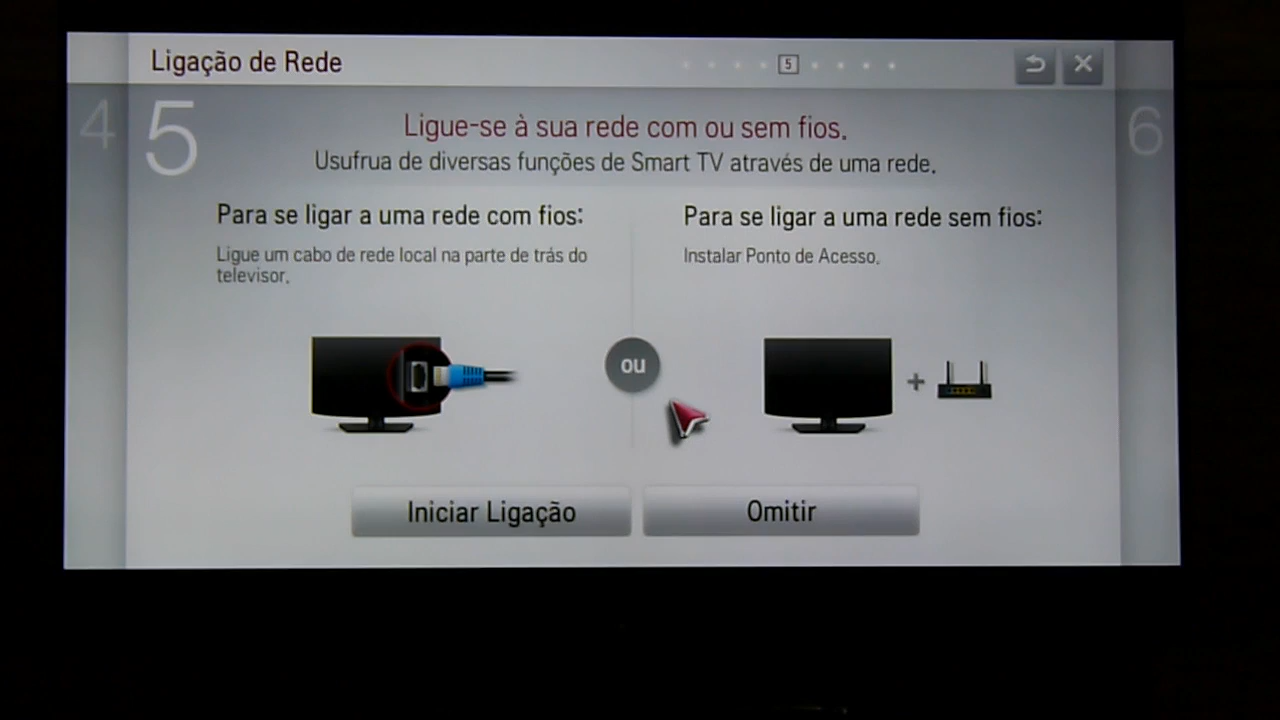 Ligação de Rede
5
4
5
6
Ligue-se à sua rede com ou sem fios.
Usufrua de diversas funções de Smart TV através de uma rede.
Para se ligar a uma rede com fios:
Ligue um cabo de rede local na parte de trás do
televisor.
Para se ligar a uma rede sem fios:
Instalar Ponto de Acesso.
ou
Iniciar Ligação
Omitir